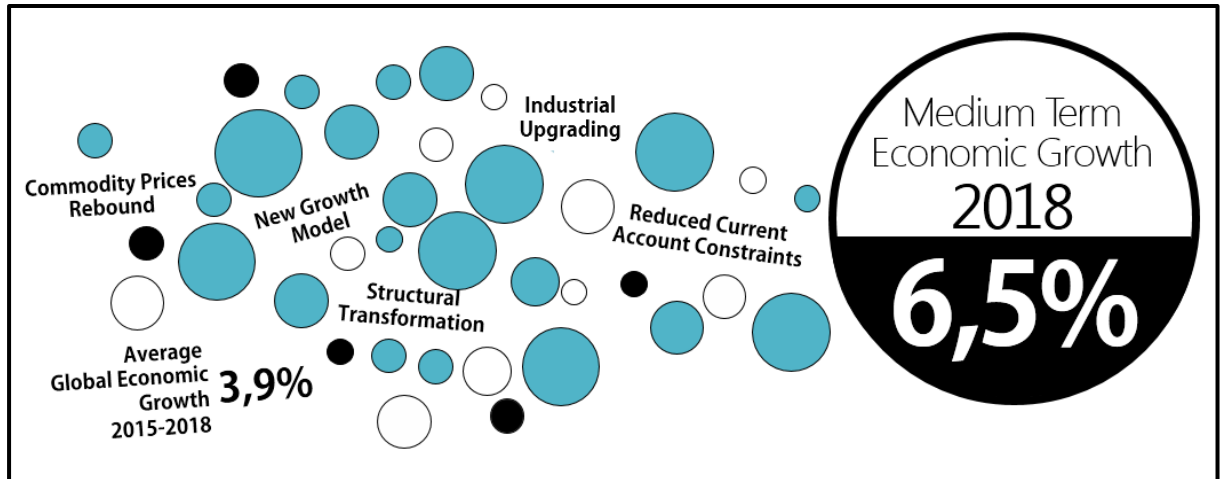 Industrial
Upgrading
Commodity Prices
Rebound
New Growth
Model
Reduced Current
Account Constraints
Structural
Transformation
Average
Global Economic
Growth
2015-2018
3,9%
Medium Term
Economic Growth
2018
6,5%